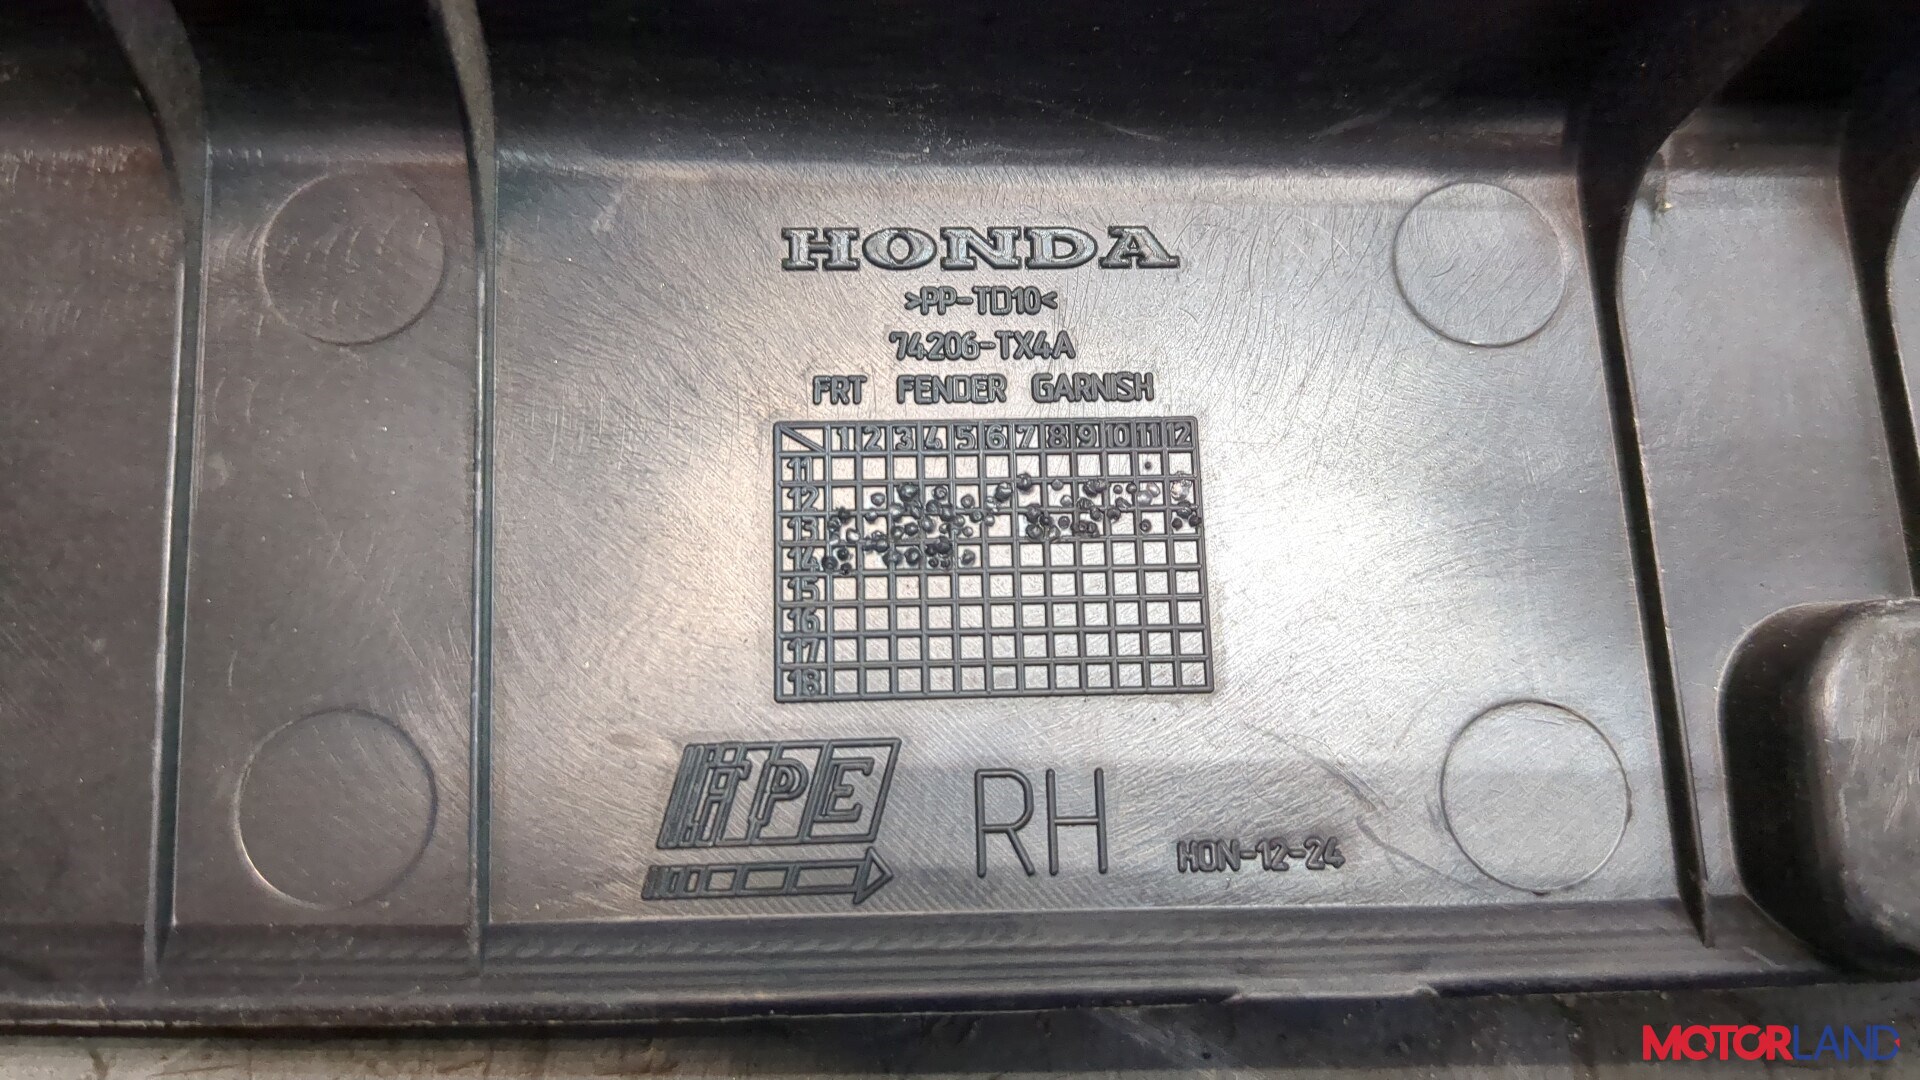 HONDA
>PP-TD10<
74206-TX4A
FRT FENDER GARNISH
1 2 3 4 5 6 7 8 9 10 11 12
11
12
13
14
15
16
17
18
RH
HON-12-24
MOTORLAND